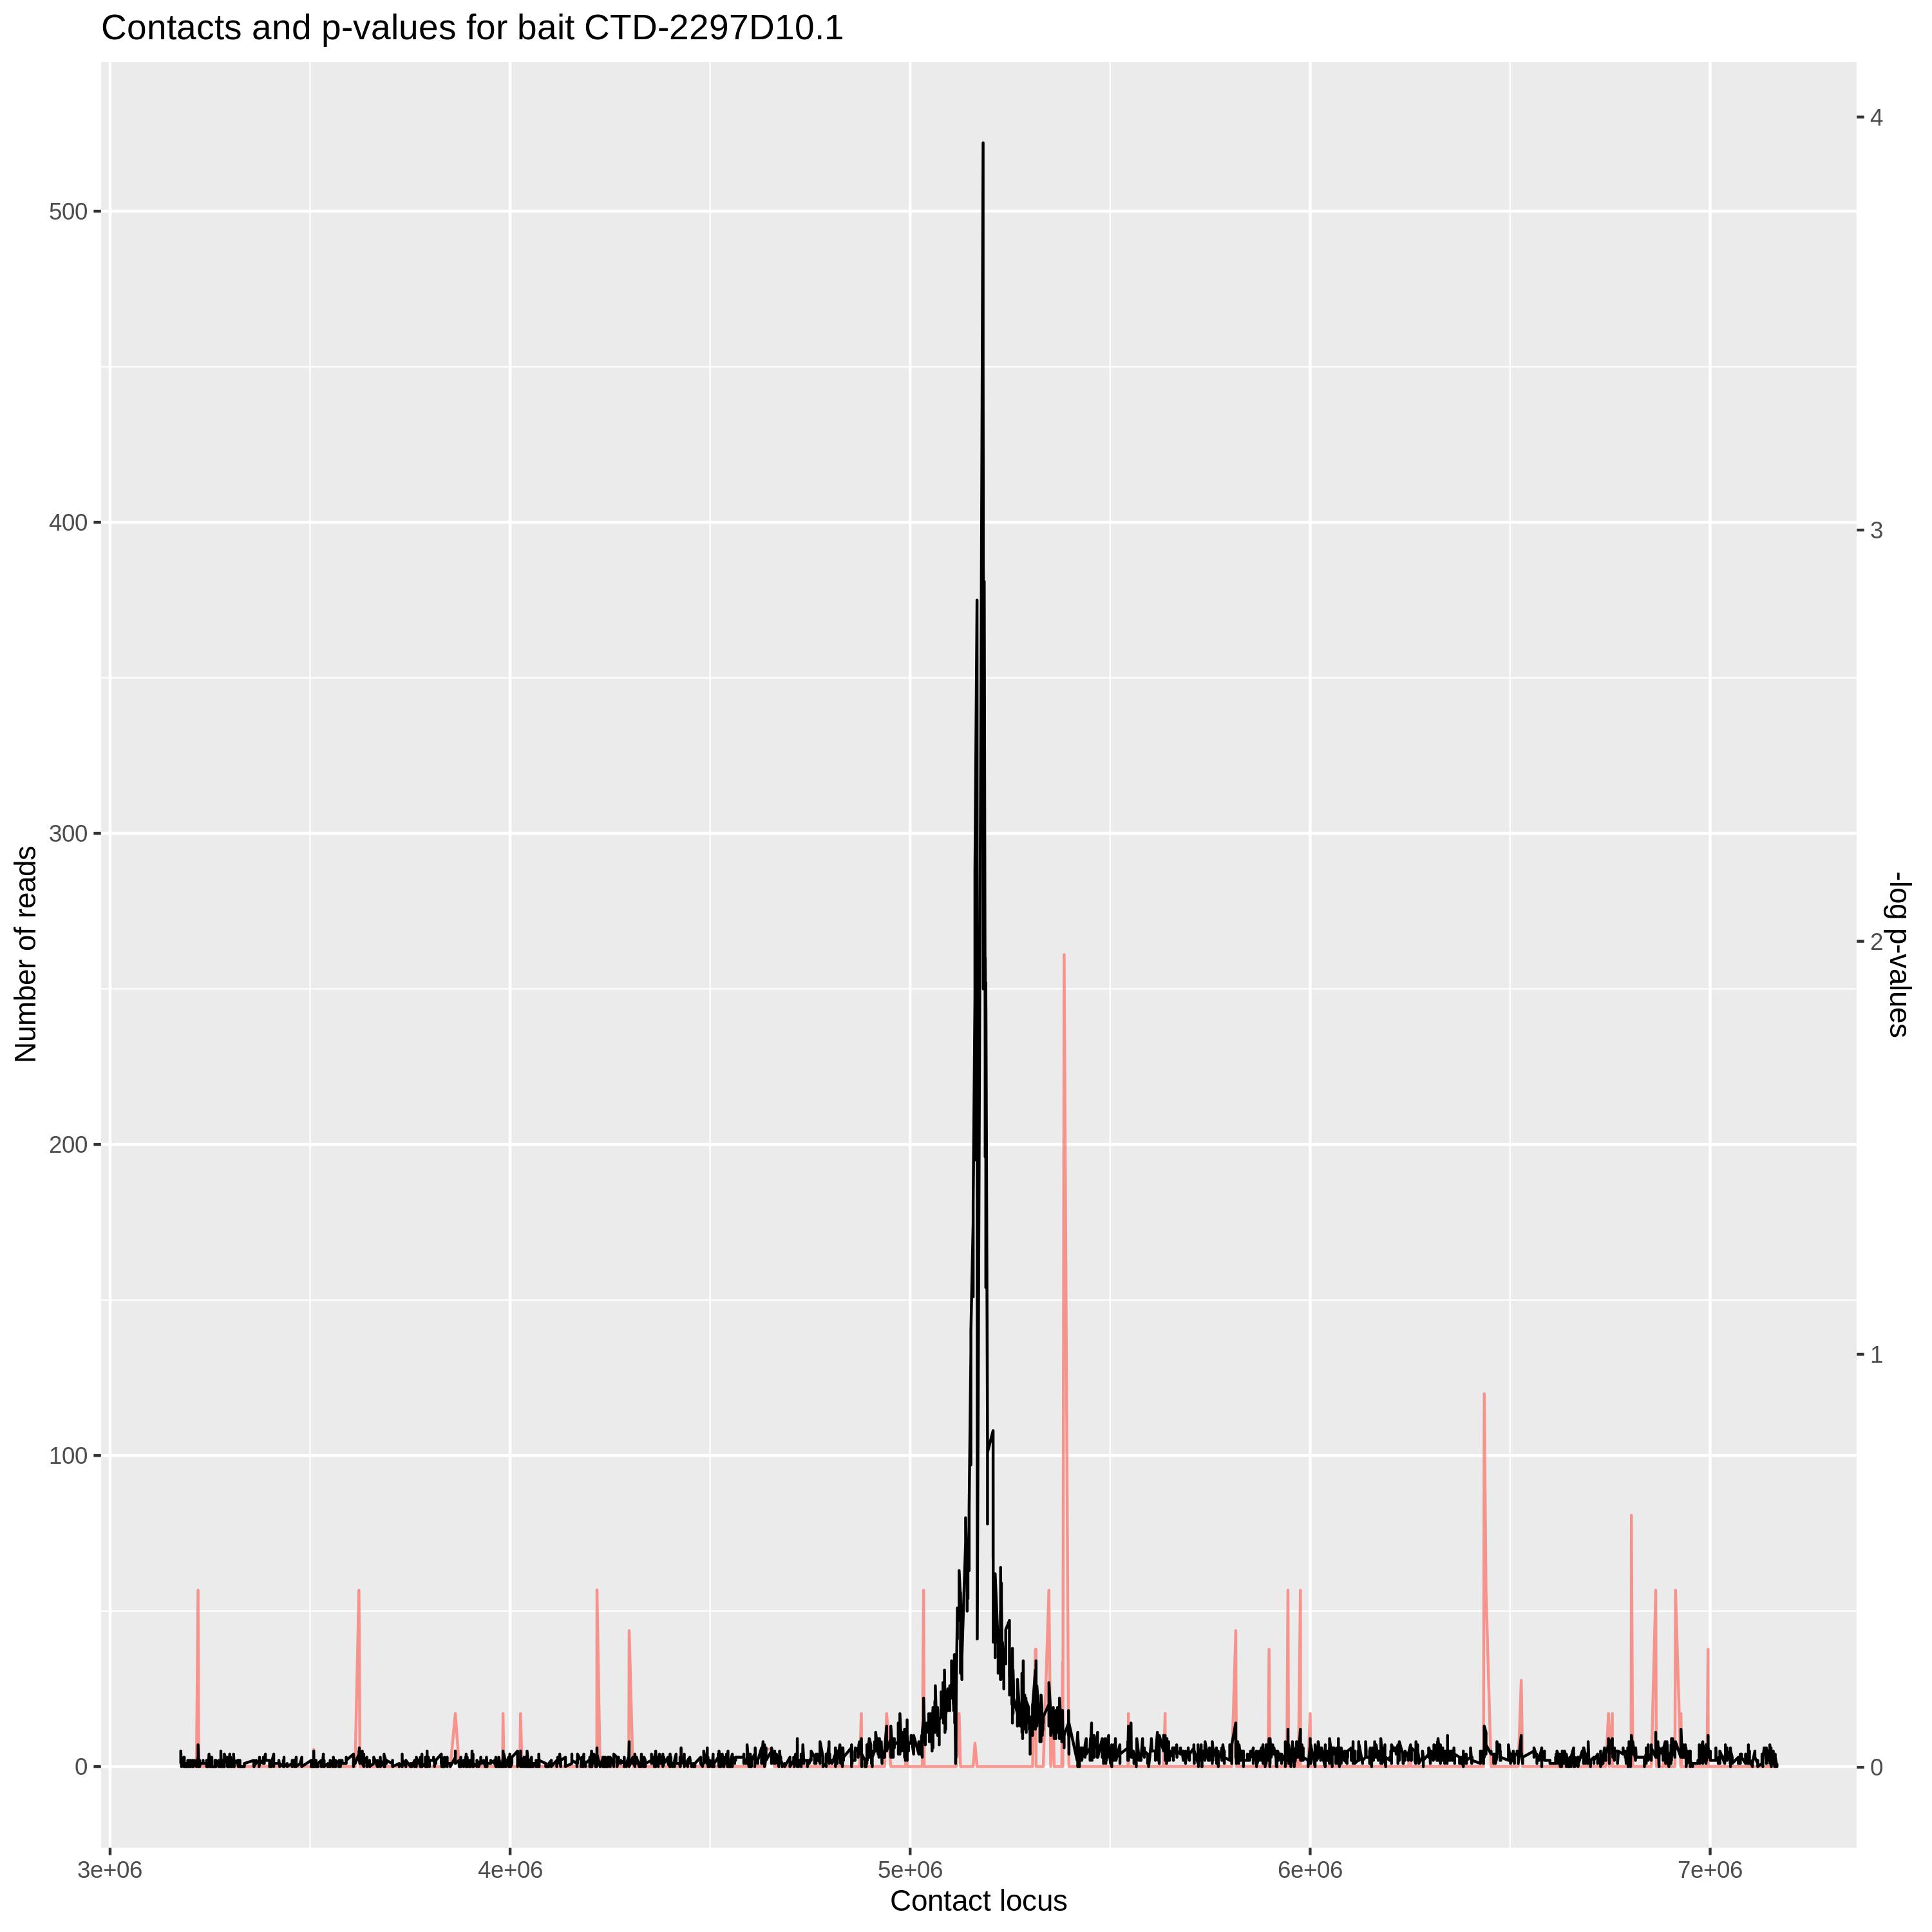 Contacts and p-values for bait CTD-2297D10.1
Number of reads
500
400
300
200
100
0
4
3
2
1
0
-log p-values
3e+06
4e+06
5e+06
6e+06
7e+06
Contact locus